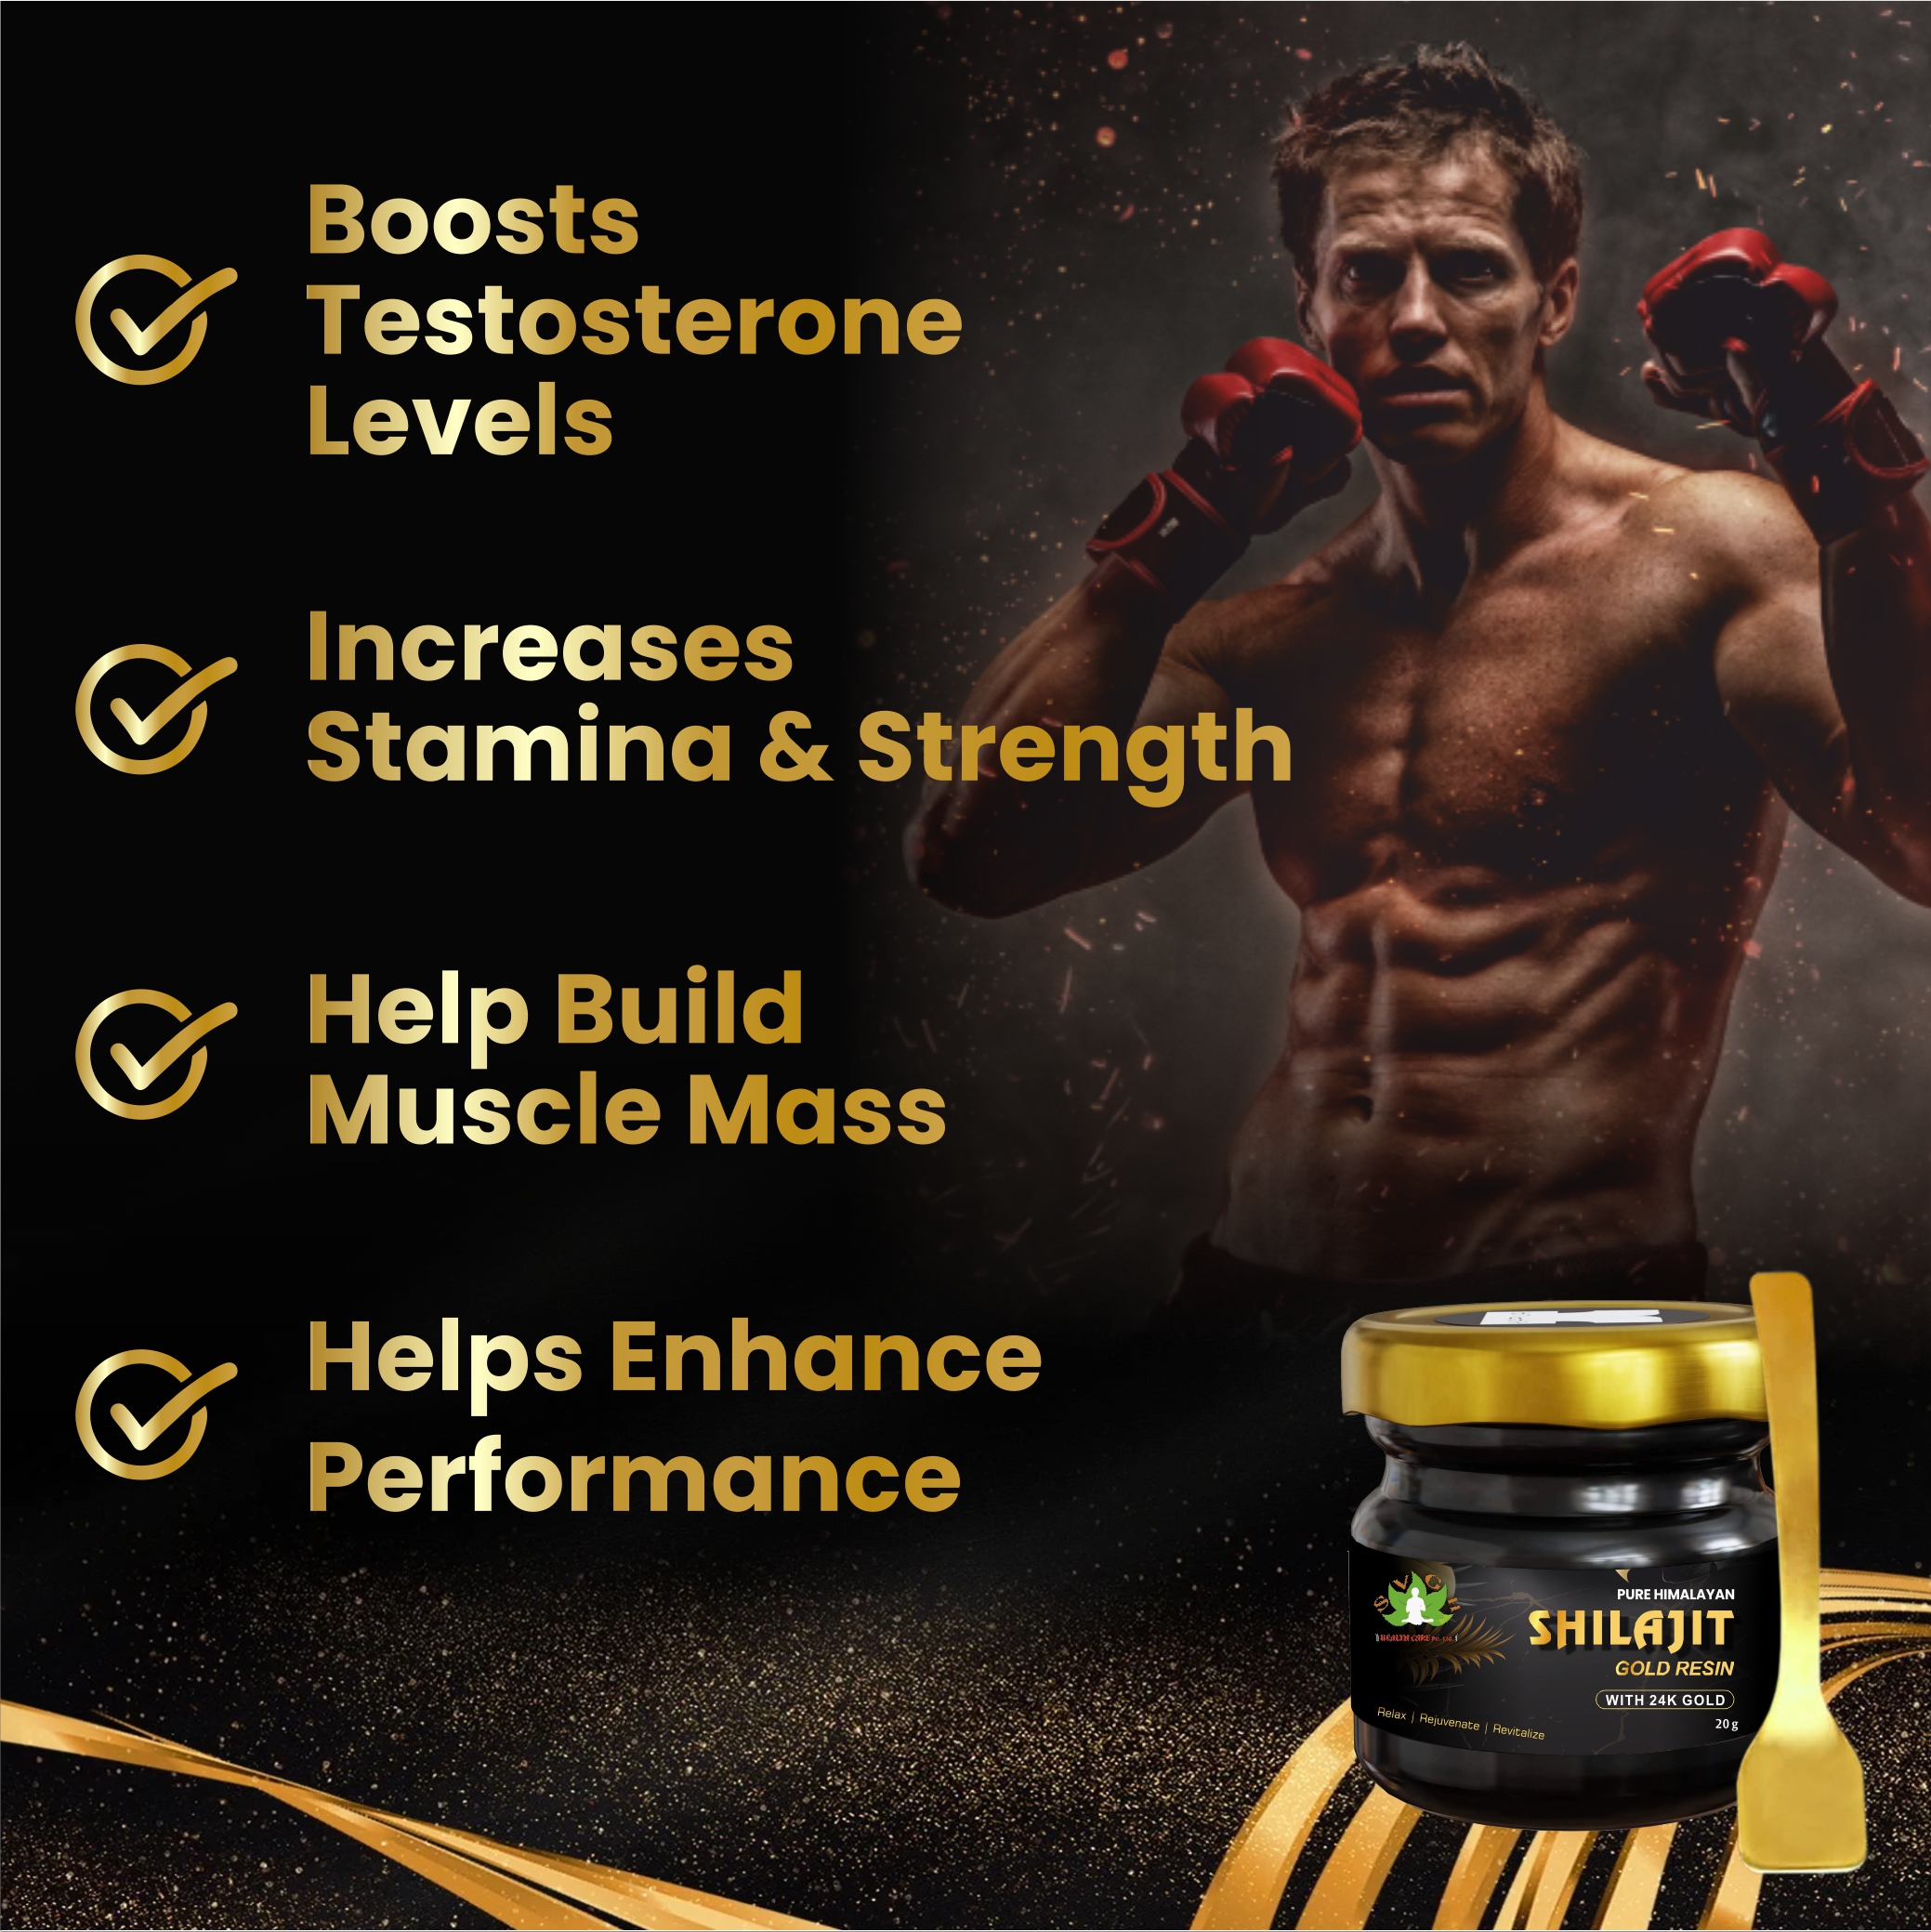 Boosts
Testosterone
Levels
Increases
Stamina & Strength
Help Build
Muscle Mass
Helps Enhance
Performance
SVCR
PURE HIMALAYAN
SHILAJIT
GOLD RESIN
WITH 24K GOLD
20g
Relax | Rejuvenate | Revitalize